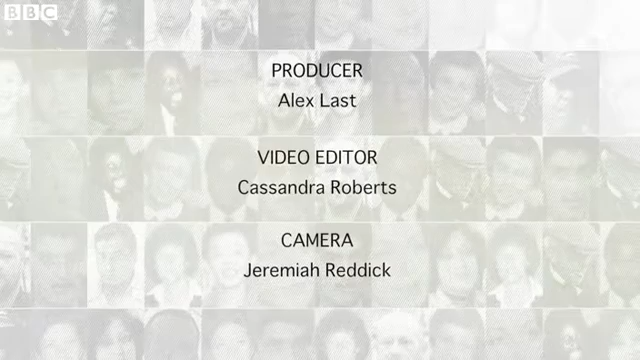 BBC
PRODUCER
Alex Last
VIDEO EDITOR
Cassandra Roberts
CAMERA
Jeremiah Reddick